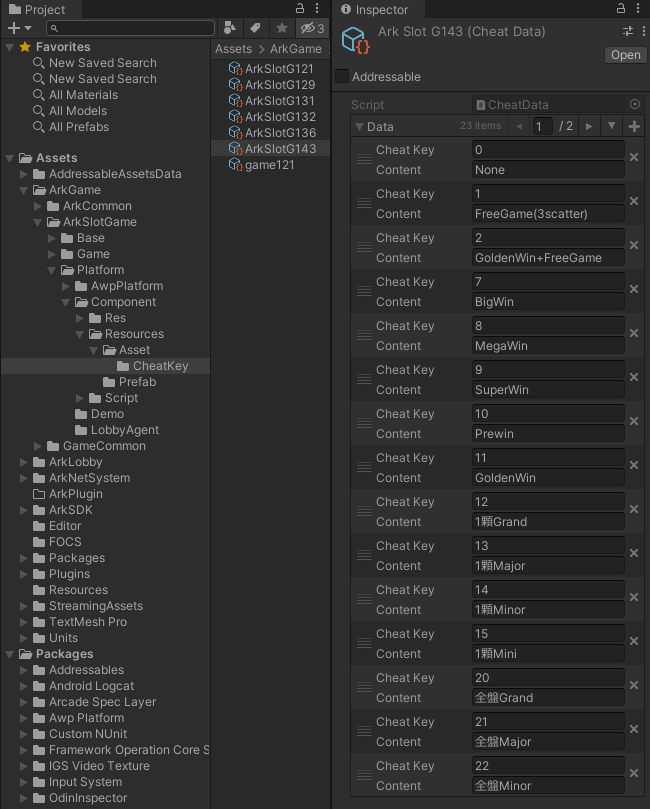 Project
3
Favorites
New Saved Search
New Saved Search
All Materials
All Models
All Prefabs
Assets
AddressableAssetsData
ArkGame
ArkCommon
ArkSlotGame
Base
Game
Platform
AwpPlatform
Component
Res
Resources
Asset
CheatKey
Prefab
Script
Demo
LobbyAgent
GameCommon
ArkLobby
ArkNetSystem
ArkPlugin
ArkSDK
Editor
FOCS
Packages
Plugins
Resources
StreamingAssets
TextMesh Pro
Units
Packages
Addressables
Android Logcat
Arcade Spec Layer
Awp Platform
Custom NUnit
Framework Operation Core S
IGS Video Texture
Input System
OdinInspector
Assets > ArkGame
ArkSlotG121
ArkSlotG129
ArkSlotG131
ArkSlotG132
ArkSlotG136
ArkSlotG143
game121
Inspector
Ark Slot G143 (Cheat Data)
Open
Addressable
Script CheatData
Data 23 items 1 / 2
Cheat Key 0
Content None
Cheat Key 1
Content FreeGame(3scatter)
Cheat Key 2
Content GoldenWin+FreeGame
Cheat Key 7
Content BigWin
Cheat Key 8
Content MegaWin
Cheat Key 9
Content SuperWin
Cheat Key 10
Content Prewin
Cheat Key 11
Content GoldenWin
Cheat Key 12
Content 1顆Grand
Cheat Key 13
Content 1顆Major
Cheat Key 14
Content 1顆Minor
Cheat Key 15
Content 1顆Mini
Cheat Key 20
Content 全盤Grand
Cheat Key 21
Content 全盤Major
Cheat Key 22
Content 全盤Minor